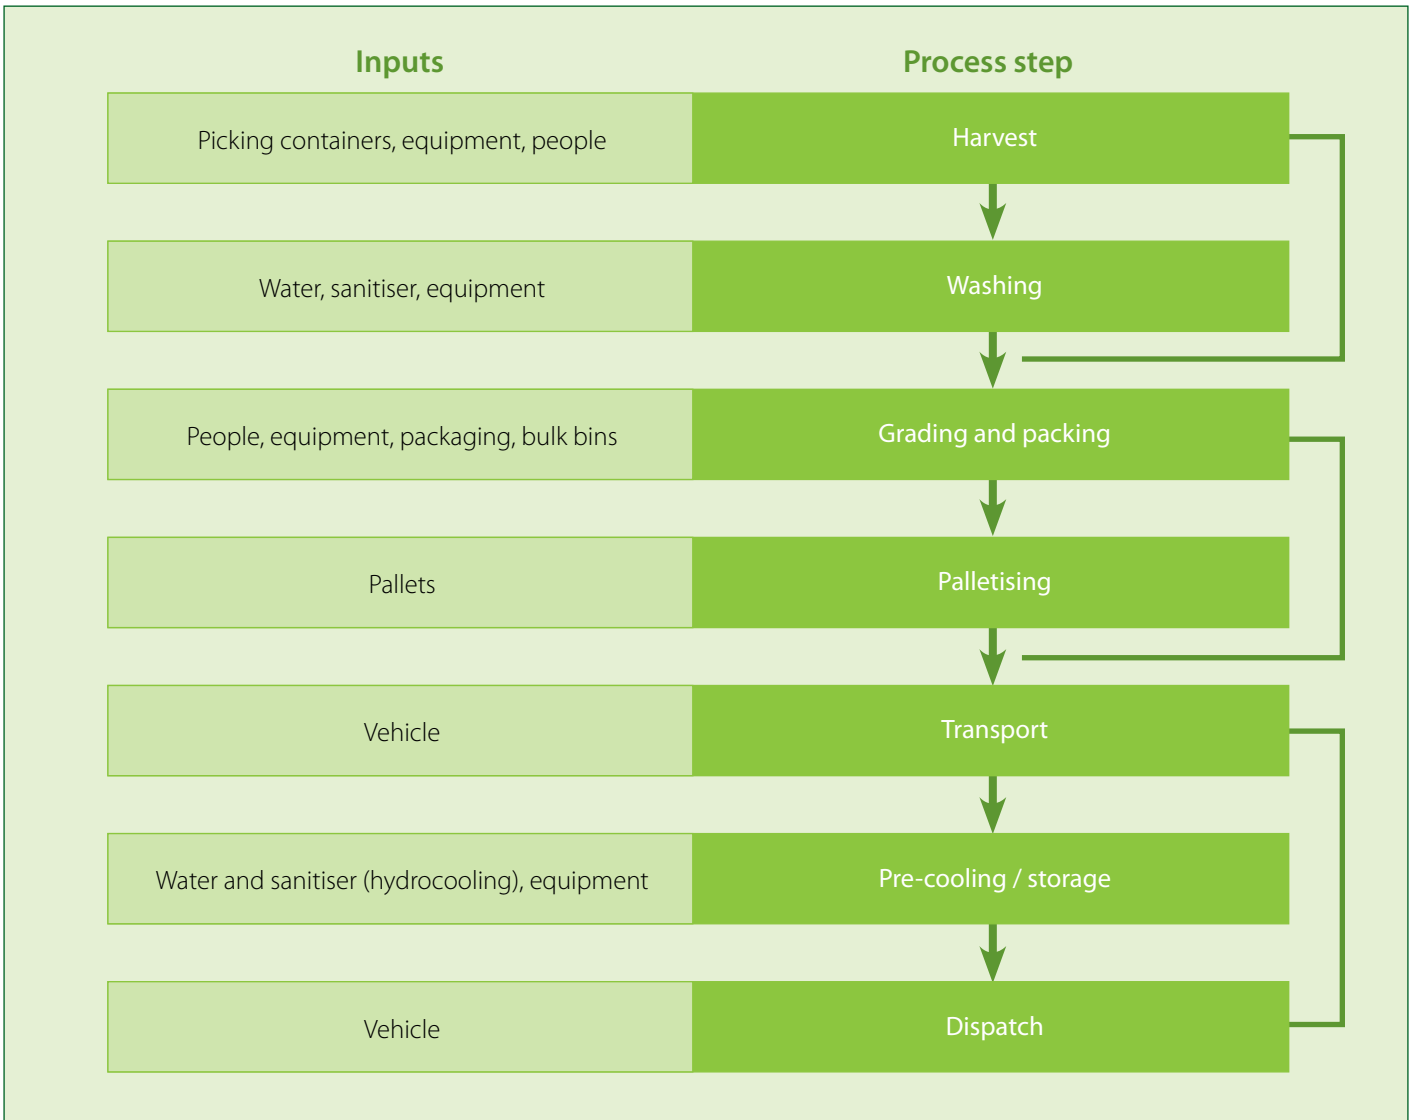 Inputs
Process step
Picking containers, equipment, people
Harvest
Water, sanitiser, equipment
Washing
People, equipment, packaging, bulk bins
Grading and packing
Pallets
Palletising
Vehicle
Transport
Water and sanitiser (hydrocooling), equipment
Pre-cooling / storage
Vehicle
Dispatch